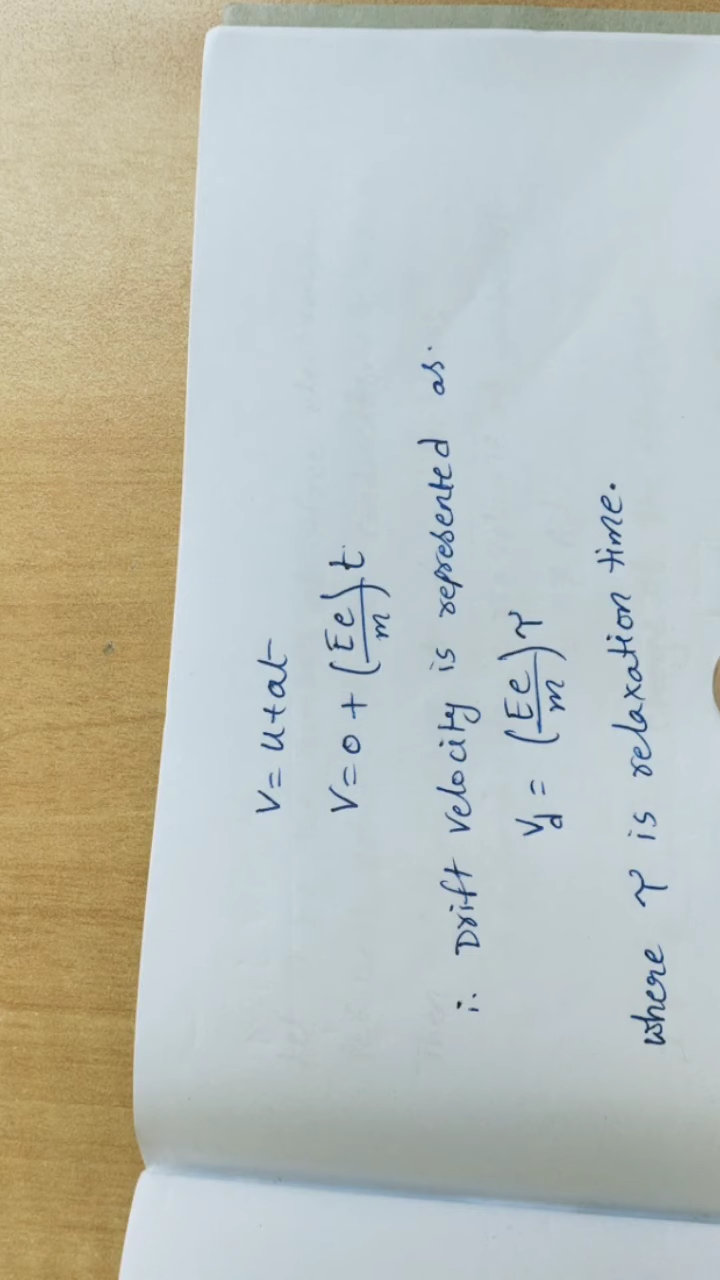 V = u + at
V = 0 + (Ee/m) t
∴ Drift velocity is represented as.
Vd = (Ee/m) τ
where τ is relaxation time.